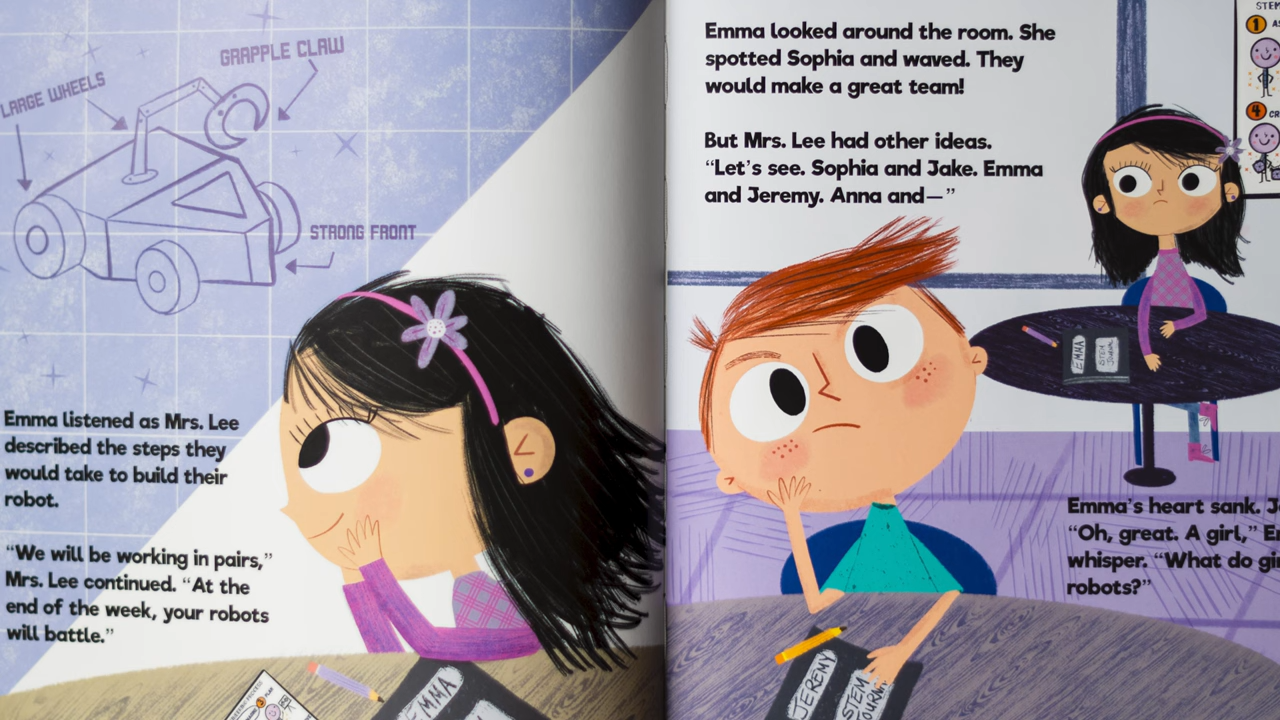 GRAPPLE CLAW
LARGE WHEELS
STRONG FRONT
Emma listened as Mrs. Lee
described the steps they
would take to build their
robot.
“We will be working in pairs,”
Mrs. Lee continued. “At the
end of the week, your robots
will battle.”
EMMA
Emma looked around the room. She
spotted Sophia and waved. They
would make a great team!
But Mrs. Lee had other ideas.
“Let’s see. Sophia and Jake. Emma
and Jeremy. Anna and—”
STEM
1
4
EMMA
STEM
JOURNAL
Emma’s heart sank.
“Oh, great. A girl,”
whisper. “What do
robots?”
JEREMY
STEM